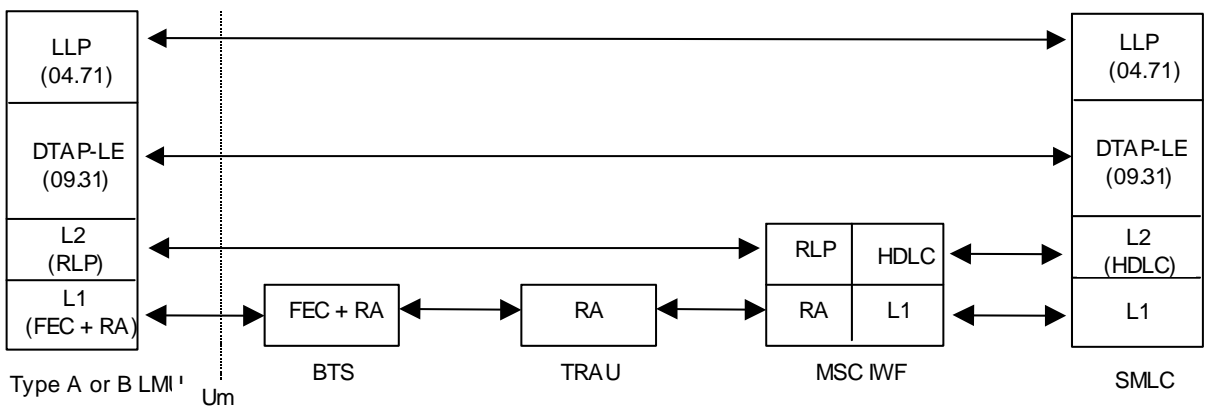 LLP
(04.71)
DTAP-LE
(09.31)
L2
(RLP)
L1
(FEC + RA)
Type A or B LMU
Um
FEC + RA
BTS
RA
TRAU
RLP
HDLC
RA
L1
MSC IWF
LLP
(04.71)
DTAP-LE
(09.31)
L2
(HDLC)
L1
SMLC